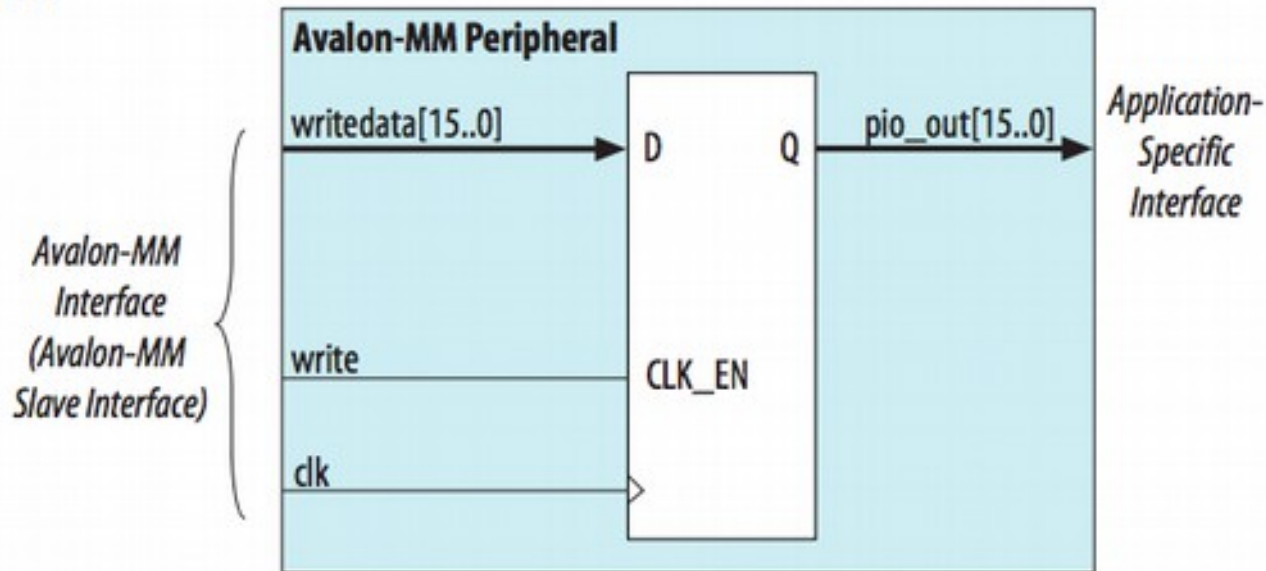 Avalon-MM Peripheral
writedata[15..0]
D
Q
pio_out[15..0]
Application-
Specific
Interface
Avalon-MM
Interface
(Avalon-MM
Slave Interface)
write
CLK_EN
clk